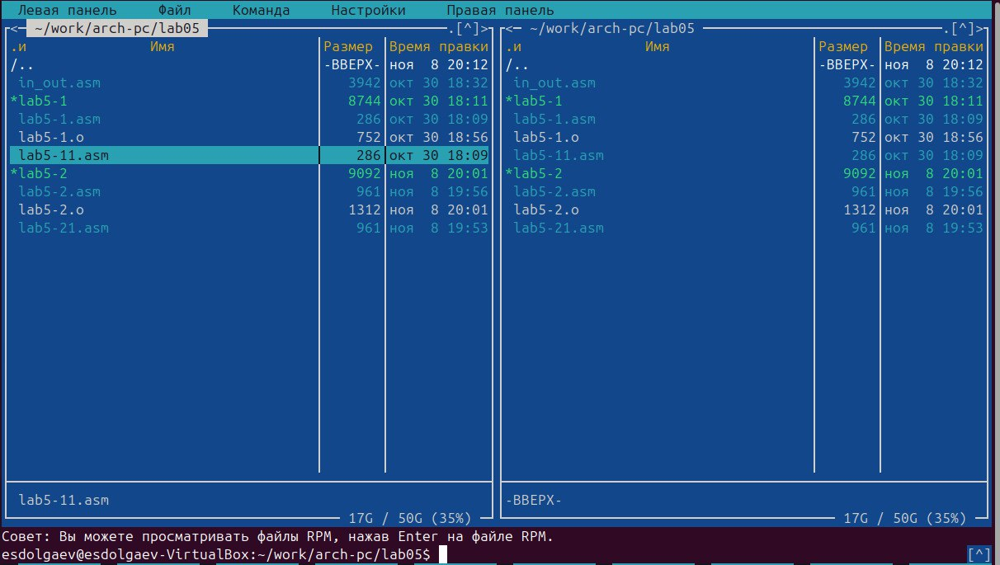 Левая панель Файл Команда Настройки Правая панель
<─ ~/work/arch-pc/lab05 ─.[^]>
.и Имя Размер Время правки
/.. -ВВЕРХ- ноя 8 20:12
in_out.asm 3942 окт 30 18:32
*lab5-1 8744 окт 30 18:11
lab5-1.asm 286 окт 30 18:09
lab5-1.o 752 окт 30 18:56
lab5-11.asm 286 окт 30 18:09
*lab5-2 9092 ноя 8 20:01
lab5-2.asm 961 ноя 8 19:56
lab5-2.o 1312 ноя 8 20:01
lab5-21.asm 961 ноя 8 19:53
lab5-11.asm
17G / 50G (35%)
<─ ~/work/arch-pc/lab05 ─.[^]>
.и Имя Размер Время правки
/.. -ВВЕРХ- ноя 8 20:12
in_out.asm 3942 окт 30 18:32
*lab5-1 8744 окт 30 18:11
lab5-1.asm 286 окт 30 18:09
lab5-1.o 752 окт 30 18:56
lab5-11.asm 286 окт 30 18:09
*lab5-2 9092 ноя 8 20:01
lab5-2.asm 961 ноя 8 19:56
lab5-2.o 1312 ноя 8 20:01
lab5-21.asm 961 ноя 8 19:53
-ВВЕРХ-
17G / 50G (35%)
Совет: Вы можете просматривать файлы RPM, нажав Enter на файле RPM.
esdolgaev@esdolgaev-VirtualBox:~/work/arch-pc/lab05$ [^]